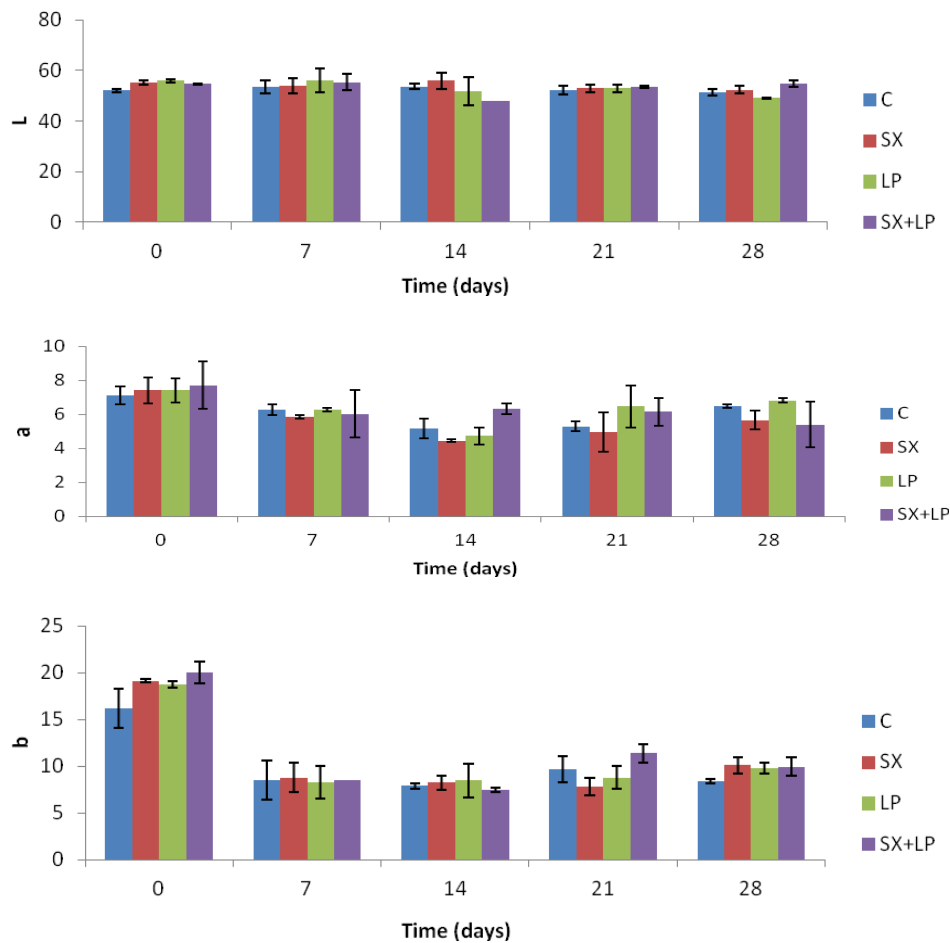 80
60
40
20
0
L
0 7 14 21 28
Time (days)
C
SX
LP
SX+LP
10
8
6
4
2
0
a
0 7 14 21 28
Time (days)
C
SX
LP
SX+LP
25
20
15
10
5
0
b
0 7 14 21 28
Time (days)
C
SX
LP
SX+LP